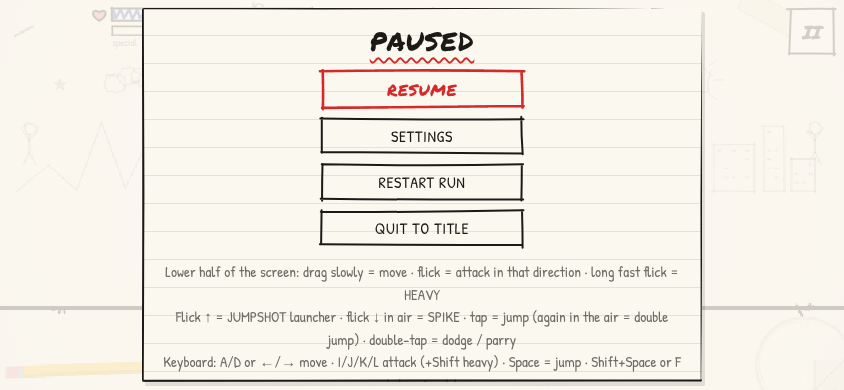 PAUSED
special
II
RESUME
SETTINGS
RESTART RUN
QUIT TO TITLE
Lower half of the screen: drag slowly = move · flick = attack in that direction · long fast flick =
HEAVY
Flick ↑ = JUMPSHOT launcher · flick ↓ in air = SPIKE · tap = jump (again in the air = double
jump) · double-tap = dodge / parry
Keyboard: A/D or ←/→ move · I/J/K/L attack (+Shift heavy) · Space = jump · Shift+Space or F